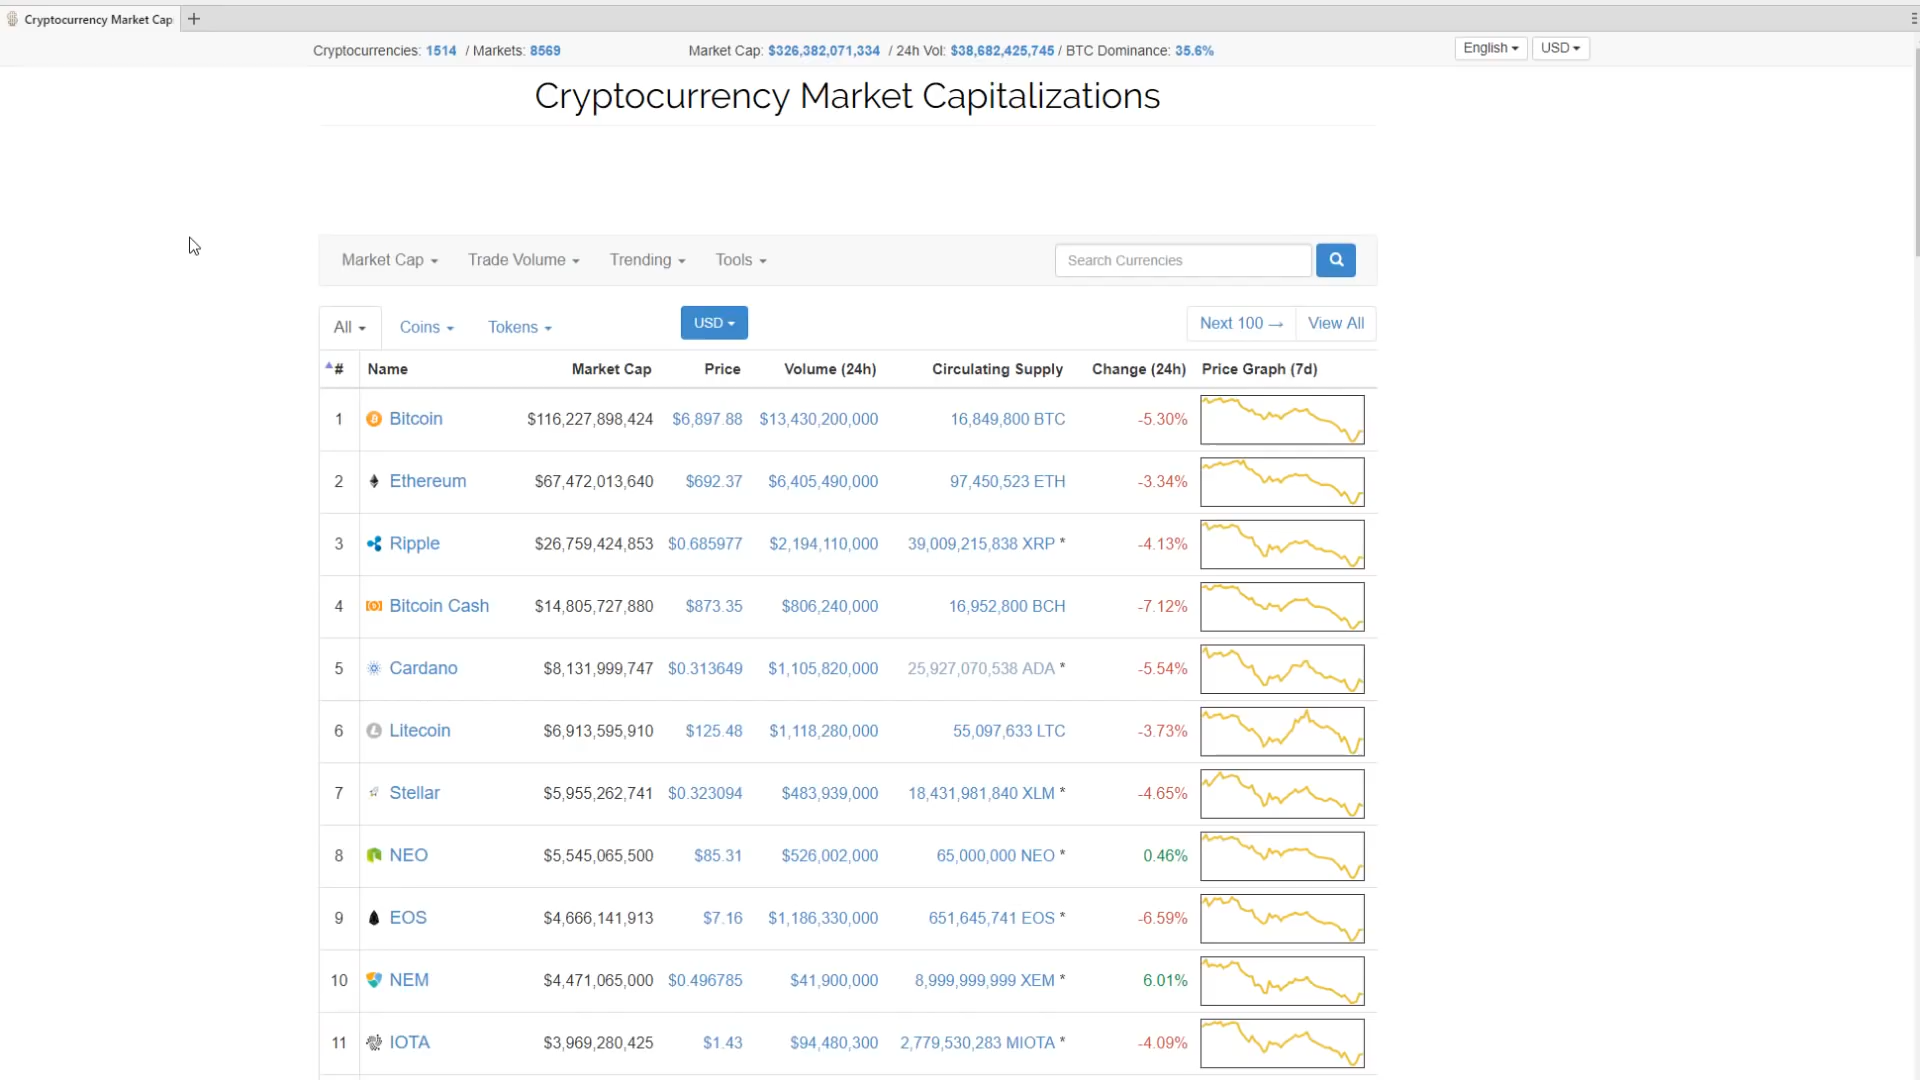 Cryptocurrency Market Cap
Cryptocurrencies: 1514 / Markets: 8569 Market Cap: $326,382,071,334 / 24h Vol: $38,682,425,745 / BTC Dominance: 35.6% English USD
Cryptocurrency Market Capitalizations
Market Cap Trade Volume Trending Tools Search Currencies
All Coins Tokens USD Next 100 → View All
# Name Market Cap Price Volume (24h) Circulating Supply Change (24h) Price Graph (7d)
1 Bitcoin $116,227,898,424 $6,897.88 $13,430,200,000 16,849,800 BTC -5.30%
2 Ethereum $67,472,013,640 $692.37 $6,405,490,000 97,450,523 ETH -3.34%
3 Ripple $26,759,424,853 $0.685977 $2,194,110,000 39,009,215,838 XRP * -4.13%
4 Bitcoin Cash $14,805,727,880 $873.35 $806,240,000 16,952,800 BCH -7.12%
5 Cardano $8,131,999,747 $0.313649 $1,105,820,000 25,927,070,538 ADA * -5.54%
6 Litecoin $6,913,595,910 $125.48 $1,118,280,000 55,097,633 LTC -3.73%
7 Stellar $5,955,262,741 $0.323094 $483,939,000 18,431,981,840 XLM * -4.65%
8 NEO $5,545,065,500 $85.31 $526,002,000 65,000,000 NEO * 0.46%
9 EOS $4,666,141,913 $7.16 $1,186,330,000 651,645,741 EOS * -6.59%
10 NEM $4,471,065,000 $0.496785 $41,900,000 8,999,999,999 XEM * 6.01%
11 IOTA $3,969,280,425 $1.43 $94,480,300 2,779,530,283 MIOTA * -4.09%